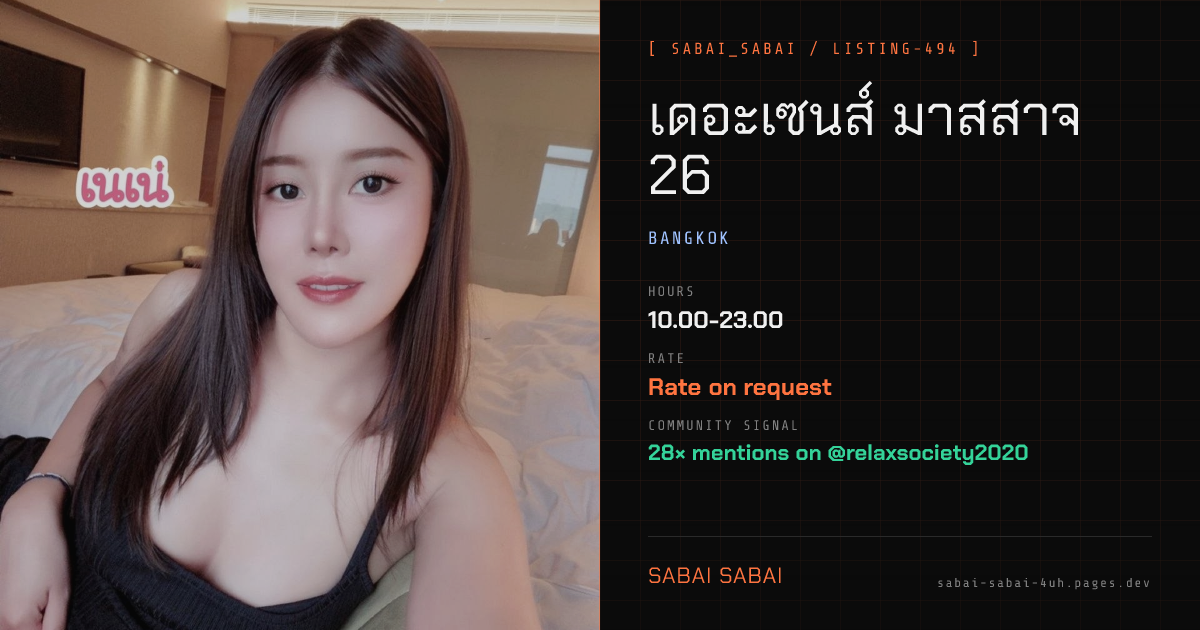 เนเน่
[ SABAI_SABAI / LISTING-494 ]
เดอะเซนส์ มาสสาจ
26
BANGKOK
HOURS
10.00-23.00
RATE
Rate on request
COMMUNITY SIGNAL
28× mentions on @relaxsociety2020
SABAI SABAI
sabai-sabai-4uh.pages.dev